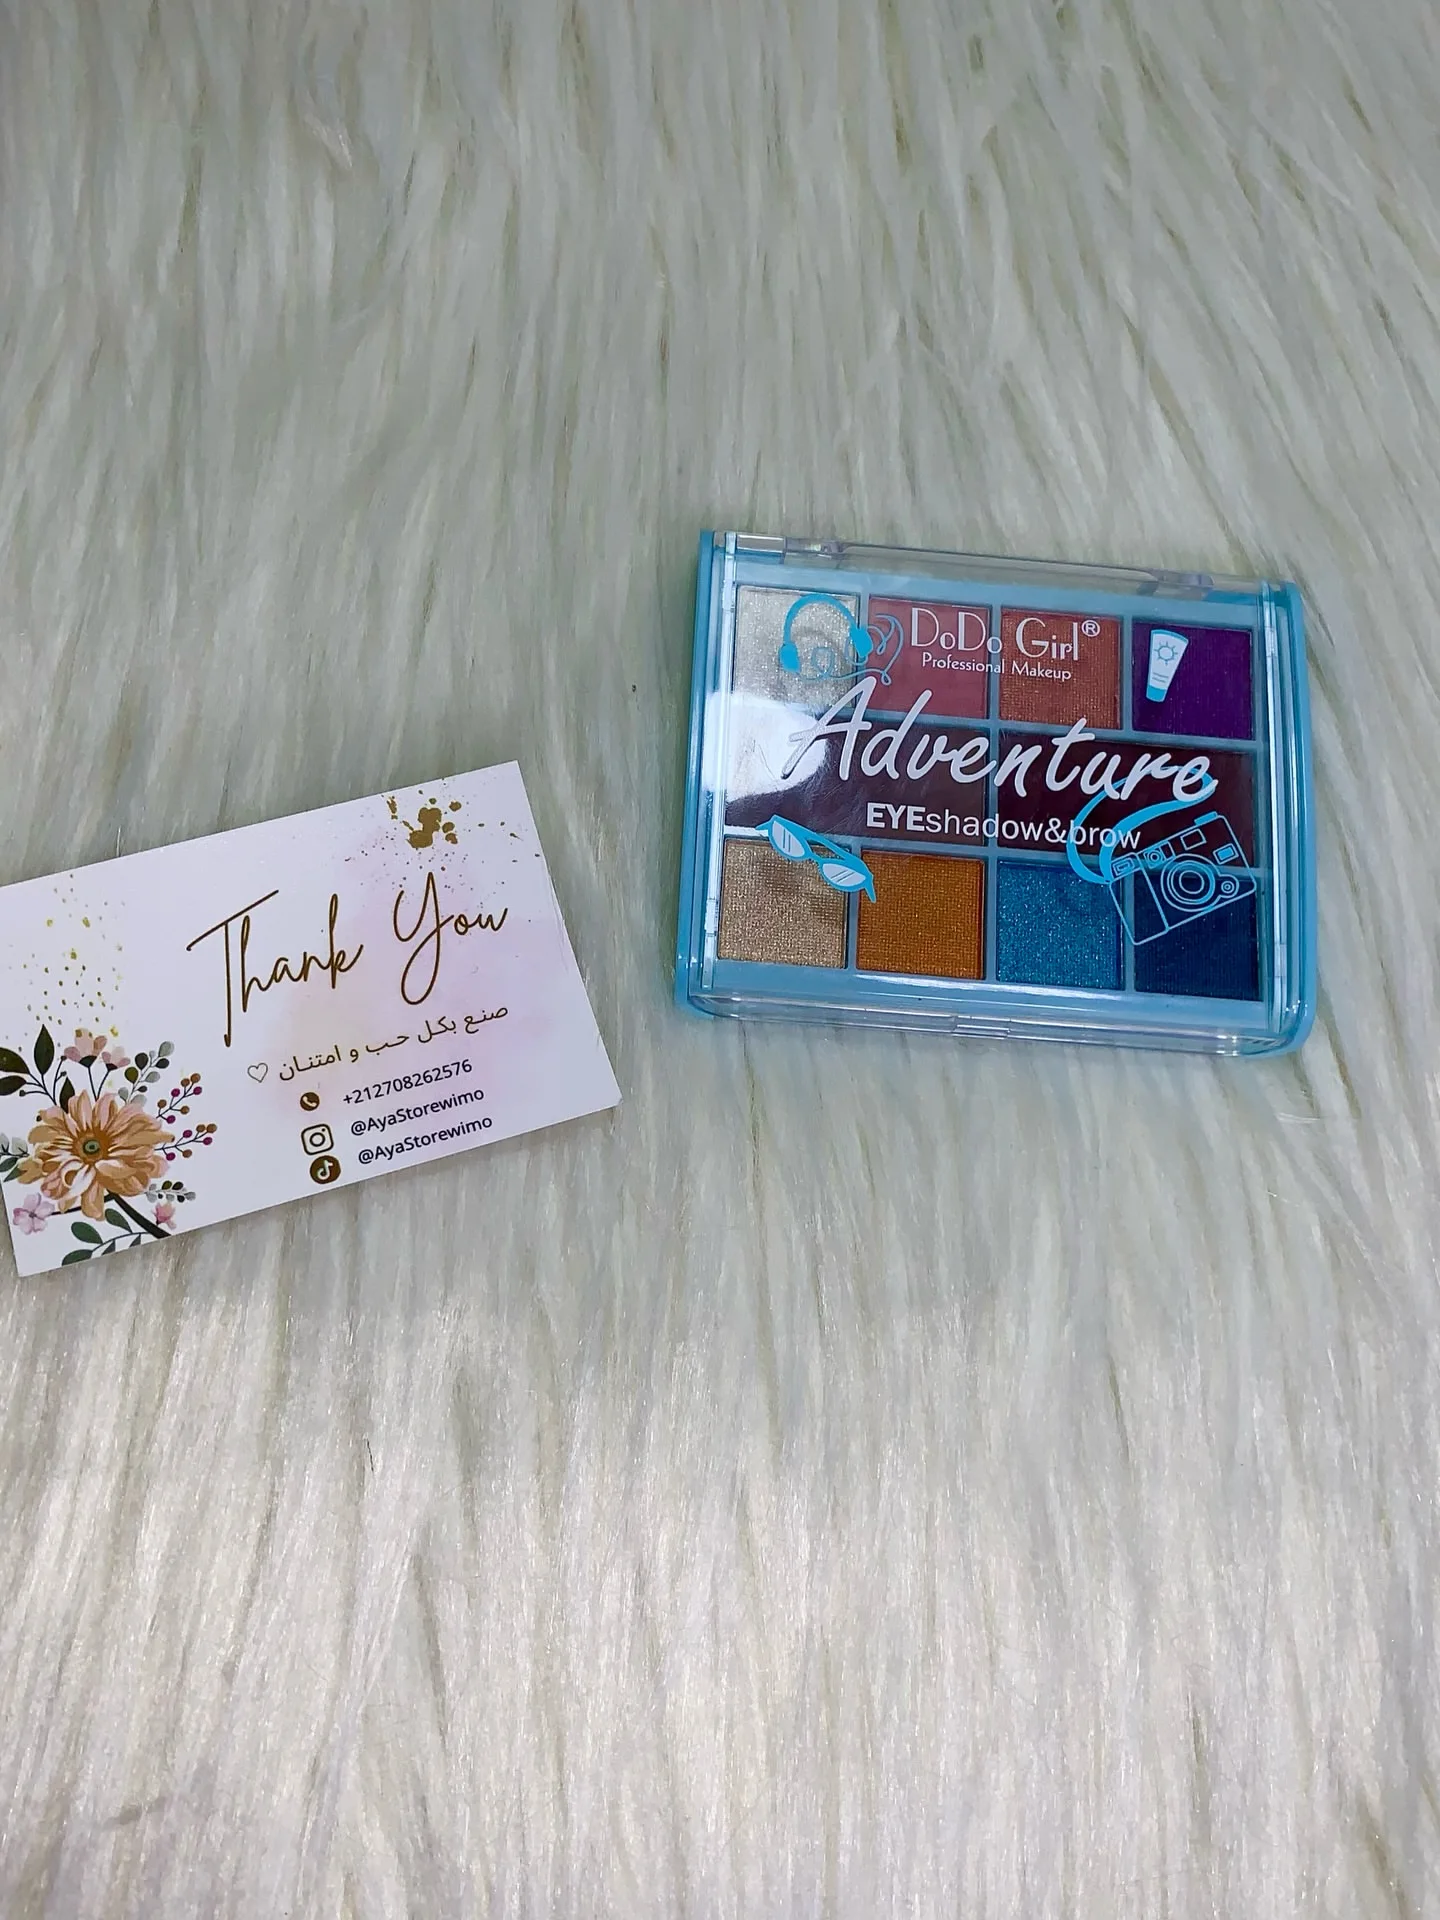 Thank You
صنع بكل حب و امتنان ♡
+212708262576
@AyaStorewimo
@AyaStorewimo
DoDo Girl®
Professional Makeup
Adventure
EYEshadow&brow